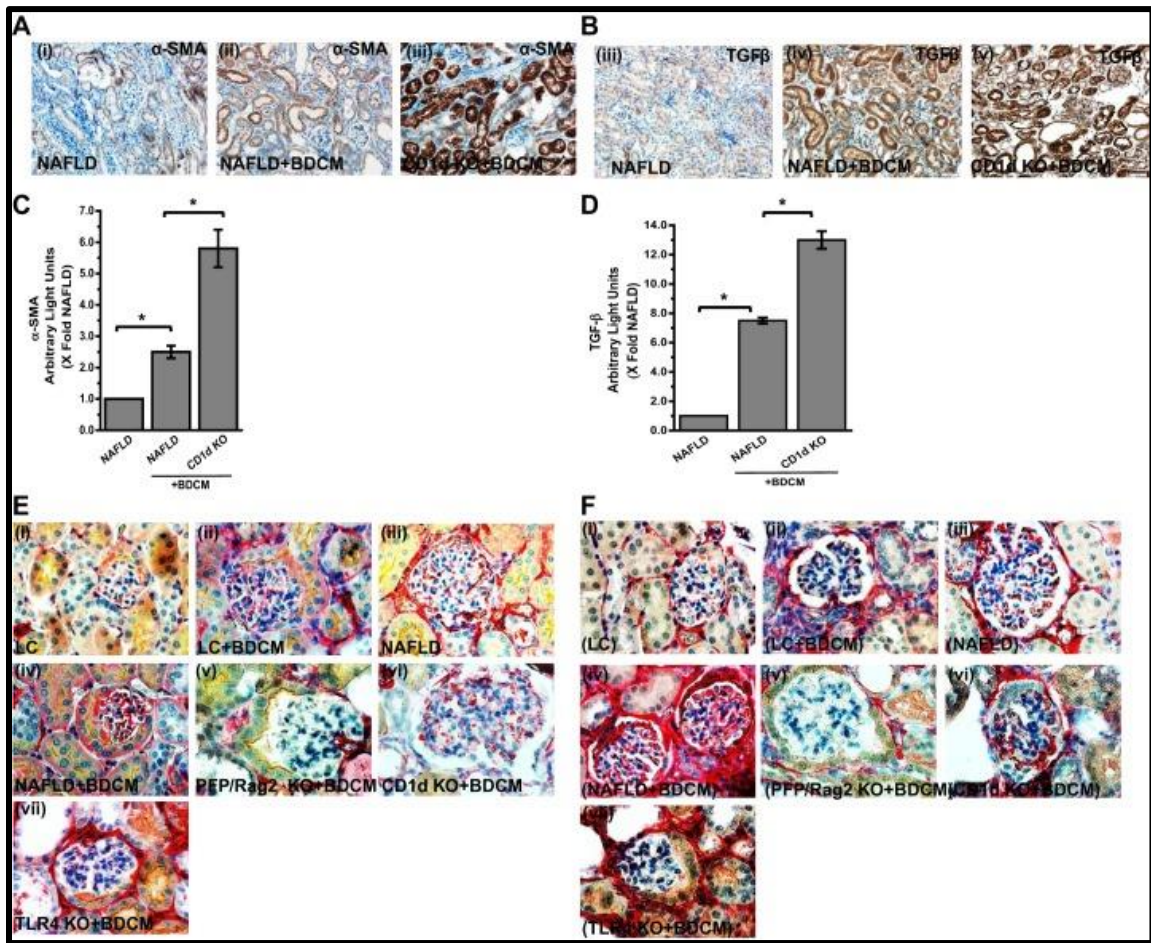 A
(i)
α-SMA
NAFLD
(ii)
α-SMA
NAFLD+BDCM
(iii)
α-SMA
CD1d KO+BDCM
B
(iii)
TGFβ
NAFLD
(iv)
TGFβ
NAFLD+BDCM
(v)
TGFβ
CD1d KO+BDCM
C
α-SMA
Arbitrary Light Units
(X Fold NAFLD)
7.0
6.0
5.0
4.0
3.0
2.0
1.0
0.0
*
*
NAFLD
NAFLD
CD1d KO
+BDCM
D
TGF-β
Arbitrary Light Units
(X Fold NAFLD)
14.0
12.0
10.0
8.0
6.0
4.0
2.0
0.0
*
*
NAFLD
NAFLD
CD1d KO
+BDCM
E
(i)
LC
(ii)
LC+BDCM
(iii)
NAFLD
(iv)
NAFLD+BDCM
(v)
PFP/Rag2 KO+BDCM
(vi)
CD1d KO+BDCM
(vii)
TLR4 KO+BDCM
F
(i)
(LC)
(ii)
(LC+BDCM)
(iii)
(NAFLD)
(iv)
(NAFLD+BDCM)
(v)
(PFP/Rag2 KO+BDCM)
(vi)
(CD1d KO+BDCM)
(TLR4 KO+BDCM)